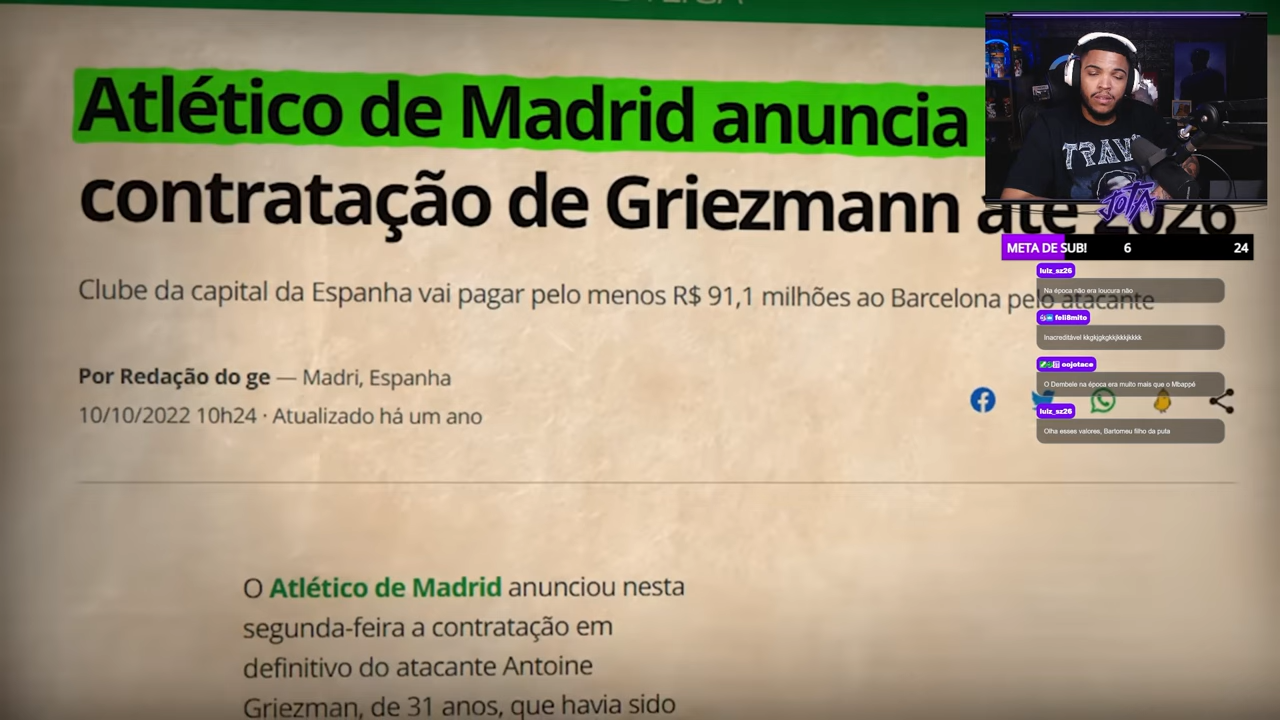 Atlético de Madrid anuncia
contratação de Griezmann até 2026
Clube da capital da Espanha vai pagar pelo menos R$ 91,1 milhões ao Barcelona pelo atacante
Por Redação do ge — Madri, Espanha
10/10/2022 10h24 · Atualizado há um ano
O Atlético de Madrid anunciou nesta
segunda-feira a contratação em
definitivo do atacante Antoine
Griezman, de 31 anos, que havia sido
TRAV
JOTA
META DE SUB! 6 24
luiz_sz26
Na época não era loucura não
feli8mito
Inacreditável kkgkjgkgkkjkkkjkkkk
oojotace
O Dembele na época era muito mais que o Mbappé
luiz_sz26
Olha esses valores, Bartomeu filho da puta